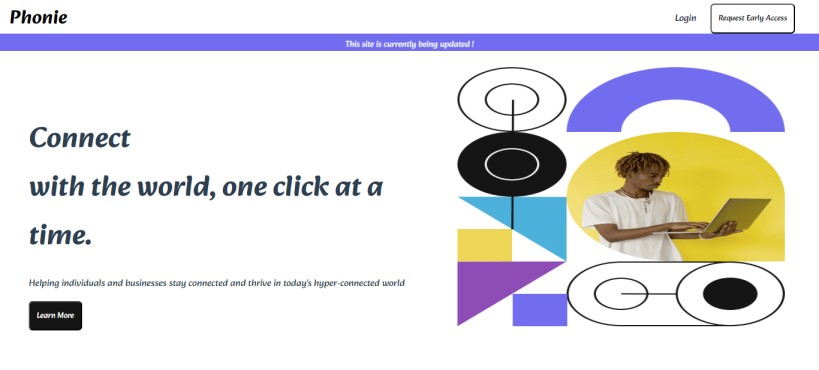 Phonie
Login
Request Early Access
This site is currently being updated !
Connect
with the world, one click at a
time.
Helping individuals and businesses stay connected and thrive in today's hyper-connected world
Learn More